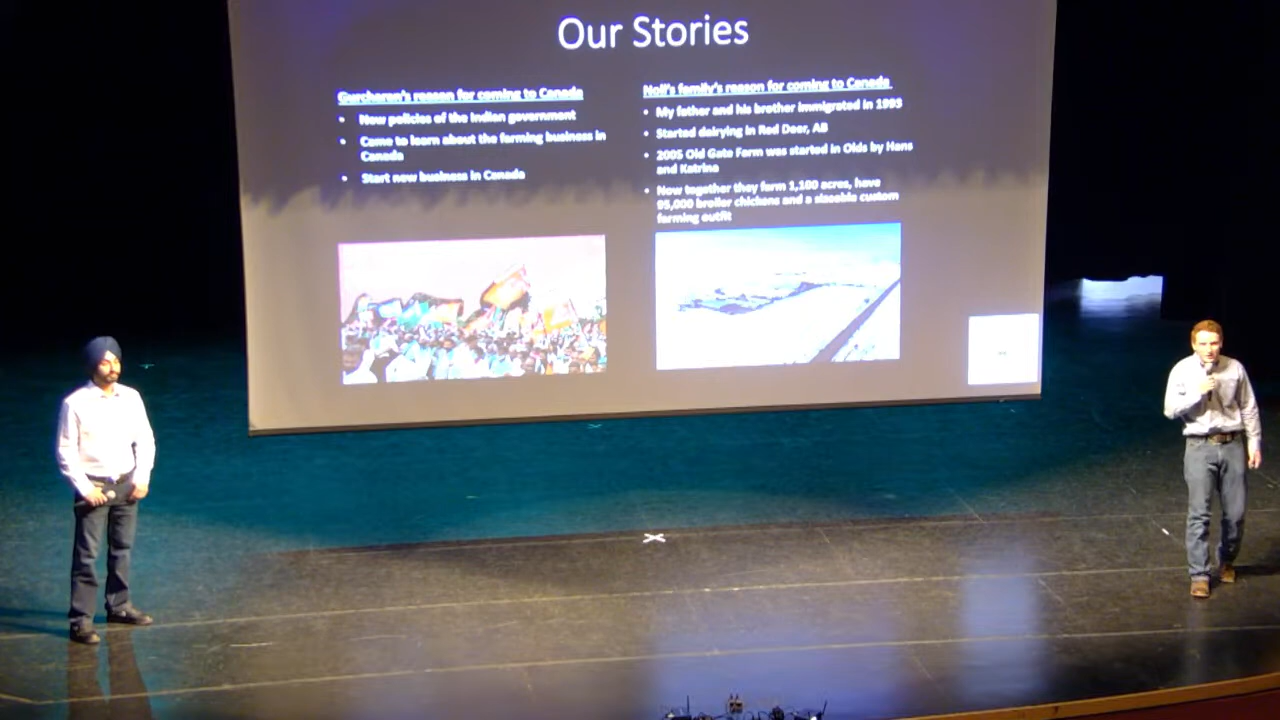 Our Stories
Gurcharan's reason for coming to Canada
• New policies of the Indian government
• Came to learn about the farming business in
Canada
• Start new business in Canada
Noll's family's reason for coming to Canada
• My father and his brother immigrated in 1993
• Started dairying in Red Deer, AB
• 2005 Old Gate Farm was started in Olds by Hans
and Katrina
• Now together they farm 1,100 acres, have
95,000 broiler chickens and a sizeable custom
farming outfit